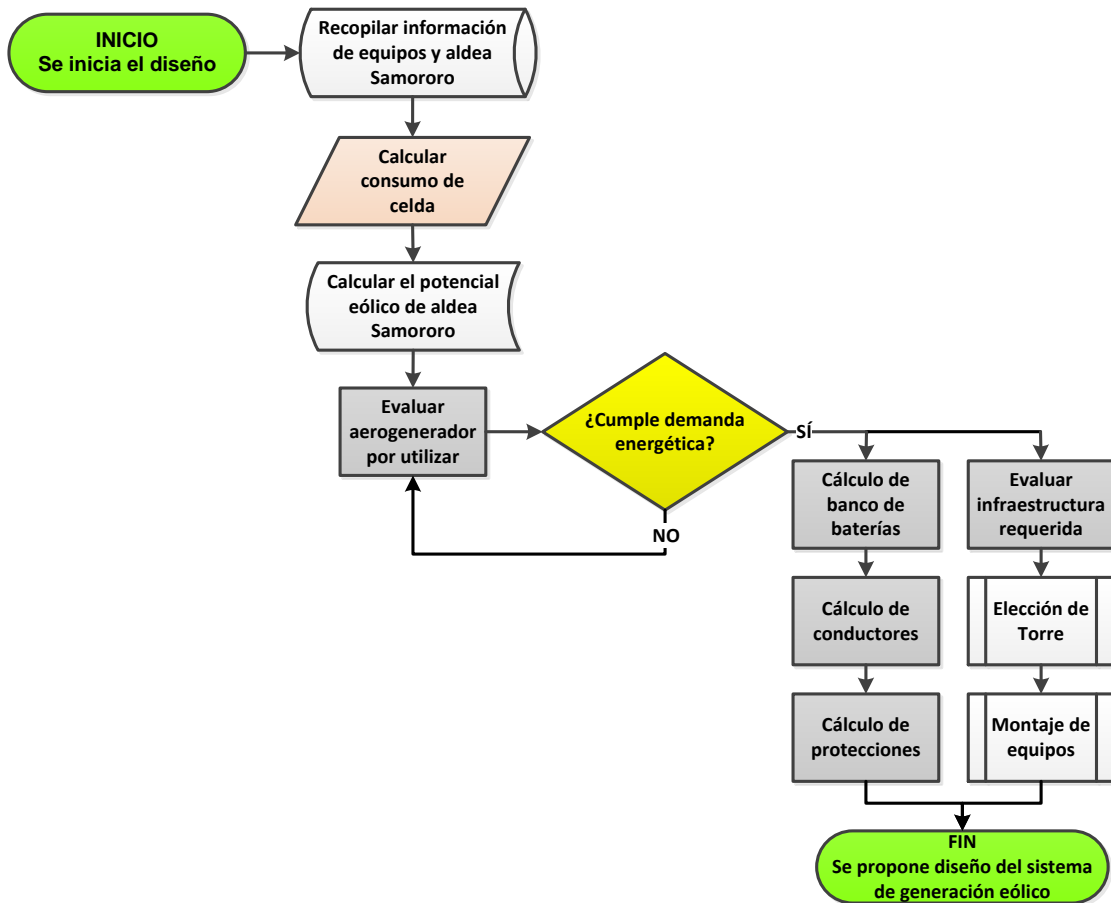 INICIO
Se inicia el diseño
Recopilar información
de equipos y aldea
Samororo
Calcular
consumo de
celda
Calcular el potencial
eólico de aldea
Samororo
Evaluar
aerogenerador
por utilizar
¿Cumple demanda
energética?
SÍ
NO
Cálculo de
banco de
baterías
Evaluar
infraestructura
requerida
Cálculo de
conductores
Elección de
Torre
Cálculo de
protecciones
Montaje de
equipos
FIN
Se propone diseño del sistema
de generación eólico